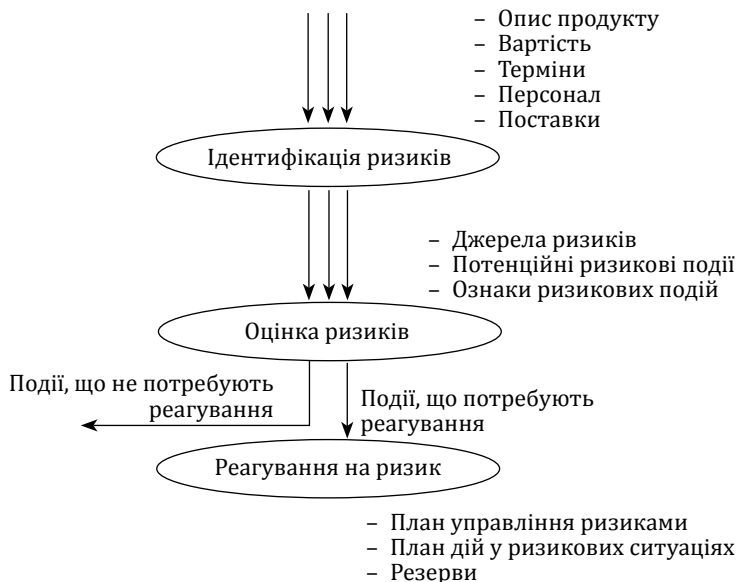 – Опис продукту
– Вартість
– Терміни
– Персонал
– Поставки
Ідентифікація ризиків
– Джерела ризиків
– Потенційні ризикові події
– Ознаки ризикових подій
Оцінка ризиків
Події, що не потребують
реагування
Події, що потребують
реагування
Реагування на ризик
– План управління ризиками
– План дій у ризикових ситуаціях
– Резерви